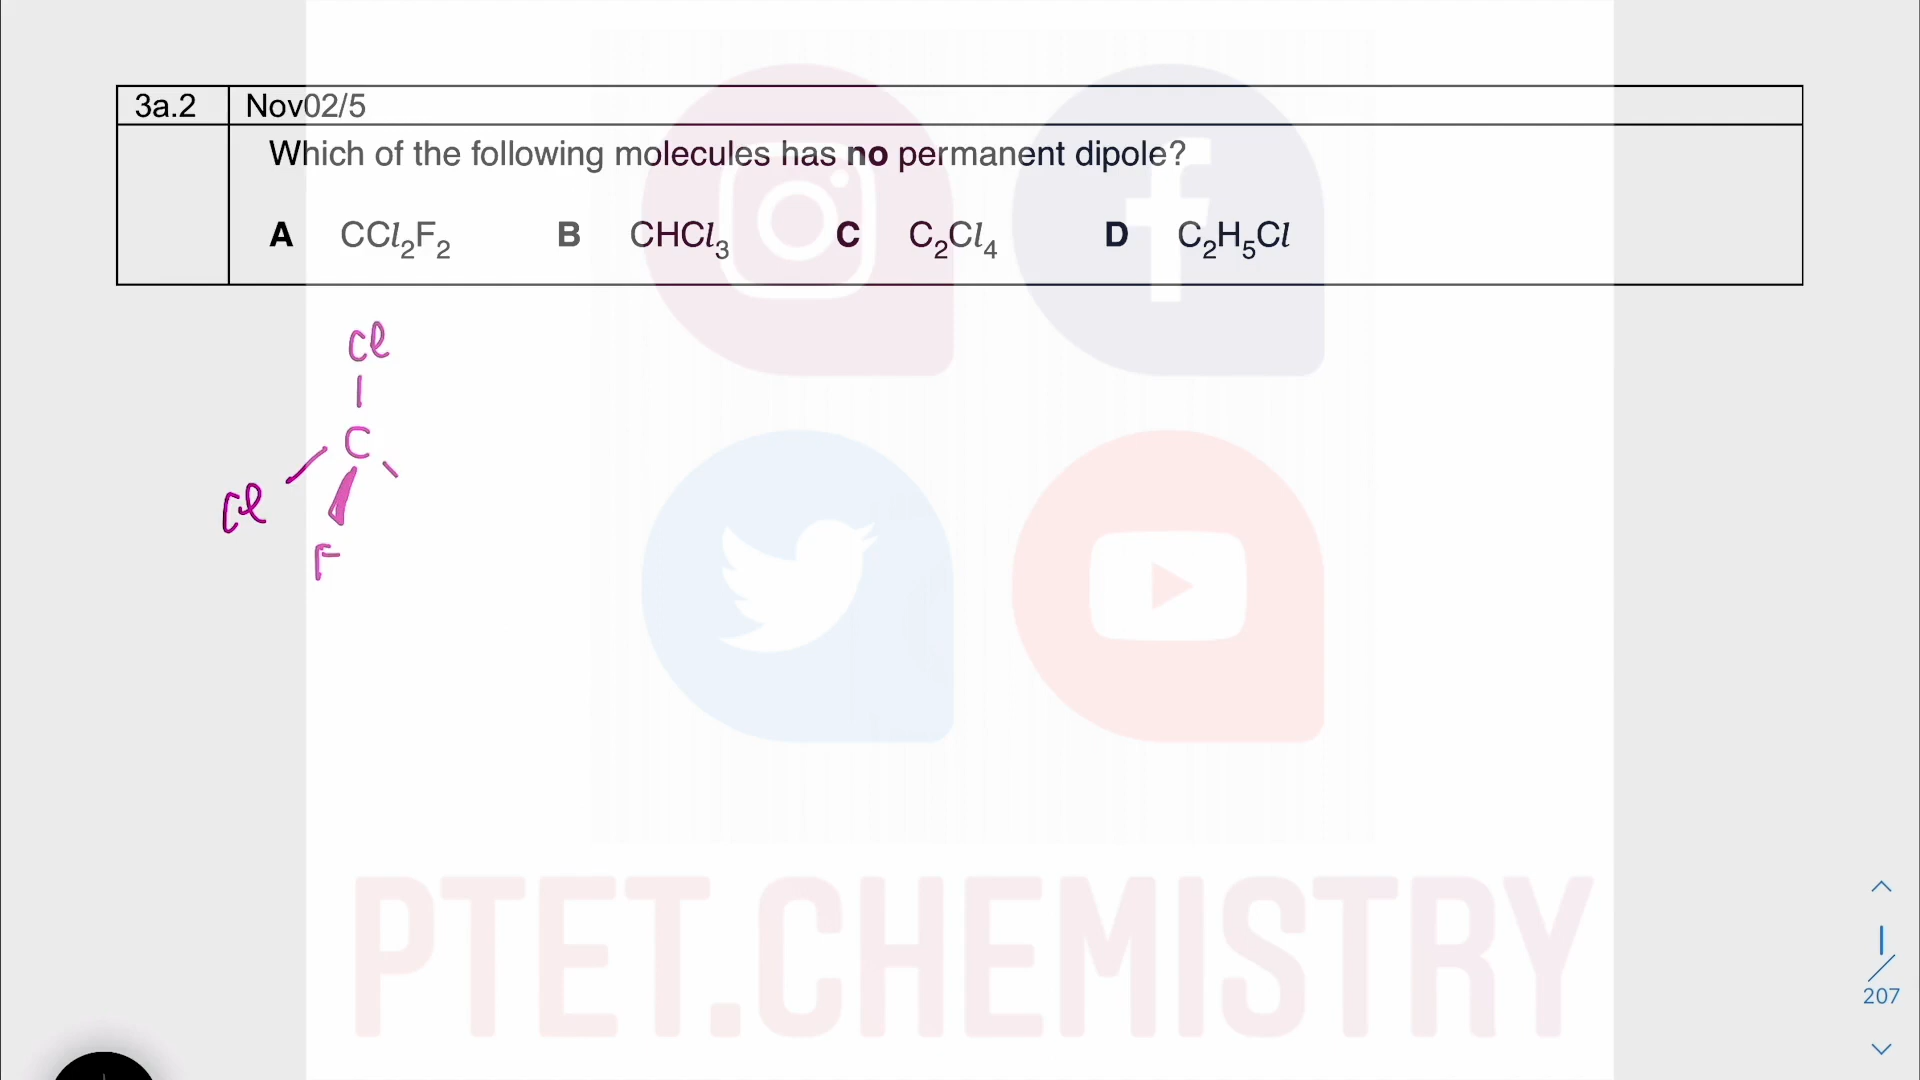 3a.2 Nov02/5
Which of the following molecules has no permanent dipole?
A CCl₂F₂ B CHCl₃ C C₂Cl₄ D C₂H₅Cl
Cl
C
Cl
F
PTET.CHEMISTRY
1
207